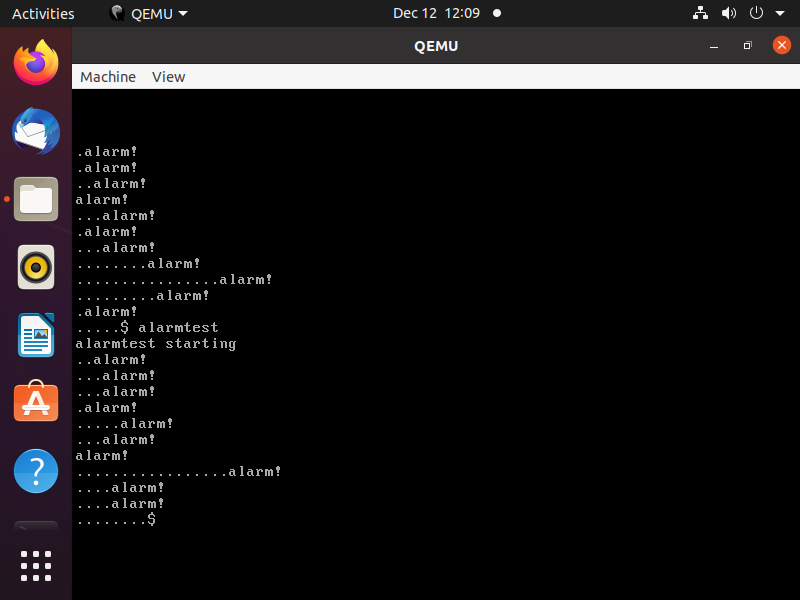 Activities QEMU Dec 12 12:09
QEMU
Machine View
.alarm!
.alarm!
..alarm!
alarm!
...alarm!
.alarm!
...alarm!
........alarm!
................alarm!
.........alarm!
.alarm!
.....$ alarmtest
alarmtest starting
..alarm!
...alarm!
...alarm!
.alarm!
.....alarm!
...alarm!
alarm!
.................alarm!
....alarm!
....alarm!
........$